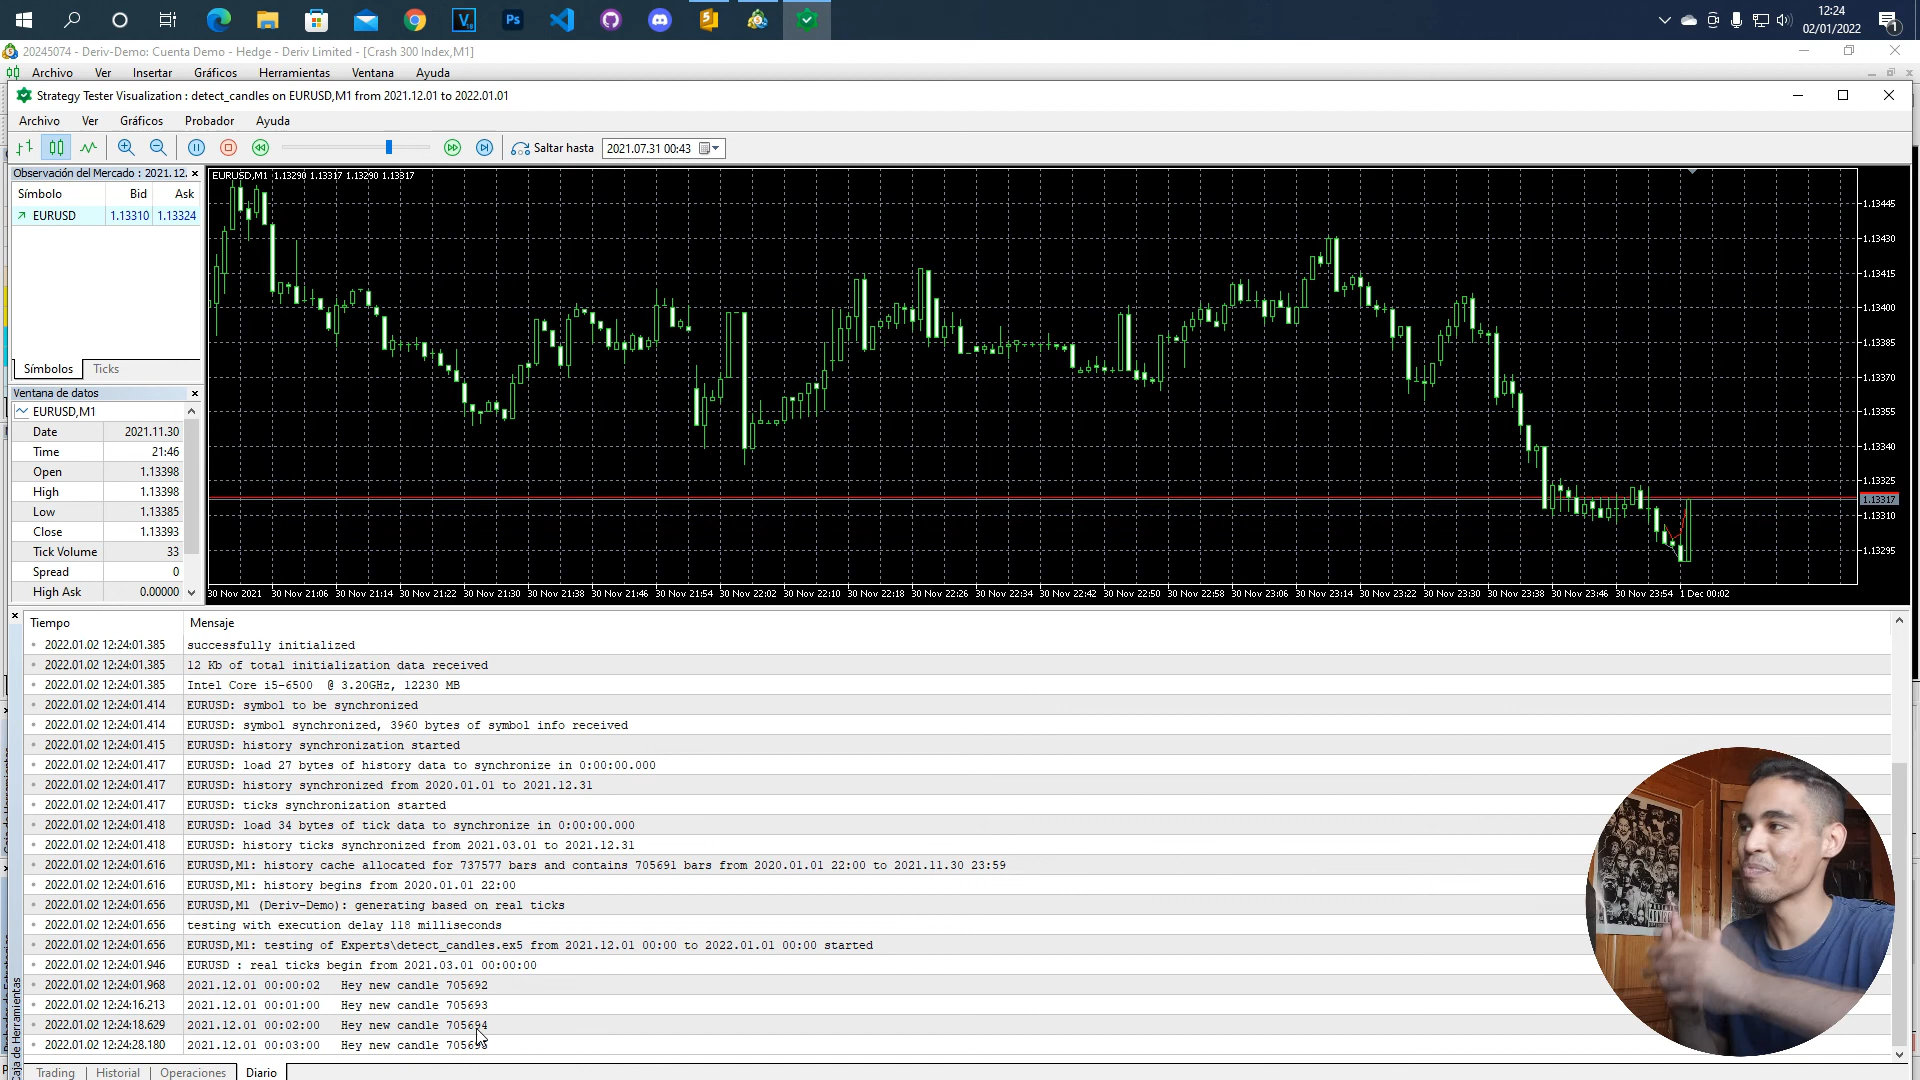 12:24
02/01/2022
20245074 - Deriv-Demo: Cuenta Demo - Hedge - Deriv Limited - [Crash 300 Index,M1]
Archivo Ver Insertar Gráficos Herramientas Ventana Ayuda
Strategy Tester Visualization : detect_candles on EURUSD,M1 from 2021.12.01 to 2022.01.01
Archivo Ver Gráficos Probador Ayuda
Saltar hasta 2021.07.31 00:43
Observación del Mercado : 2021.12.
Símbolo Bid Ask
EURUSD 1.13310 1.13324
Símbolos Ticks
Ventana de datos
EURUSD,M1
Date 2021.11.30
Time 21:46
Open 1.13398
High 1.13398
Low 1.13385
Close 1.13393
Tick Volume 33
Spread 0
High Ask 0.00000
EURUSD,M1 1.13290 1.13317 1.13290 1.13317
1.13445
1.13430
1.13415
1.13400
1.13385
1.13370
1.13355
1.13340
1.13325
1.13317
1.13310
1.13295
30 Nov 2021 30 Nov 21:06 30 Nov 21:14 30 Nov 21:22 30 Nov 21:30 30 Nov 21:38 30 Nov 21:46 30 Nov 21:54 30 Nov 22:02 30 Nov 22:10 30 Nov 22:18 30 Nov 22:26 30 Nov 22:34 30 Nov 22:42 30 Nov 22:50 30 Nov 22:58 30 Nov 23:06 30 Nov 23:14 30 Nov 23:22 30 Nov 23:30 30 Nov 23:38 30 Nov 23:46 30 Nov 23:54 1 Dec 00:02
Tiempo Mensaje
2022.01.02 12:24:01.385 successfully initialized
2022.01.02 12:24:01.385 12 Kb of total initialization data received
2022.01.02 12:24:01.385 Intel Core i5-6500 @ 3.20GHz, 12230 MB
2022.01.02 12:24:01.414 EURUSD: symbol to be synchronized
2022.01.02 12:24:01.414 EURUSD: symbol synchronized, 3960 bytes of symbol info received
2022.01.02 12:24:01.415 EURUSD: history synchronization started
2022.01.02 12:24:01.417 EURUSD: load 27 bytes of history data to synchronize in 0:00:00.000
2022.01.02 12:24:01.417 EURUSD: history synchronized from 2020.01.01 to 2021.12.31
2022.01.02 12:24:01.417 EURUSD: ticks synchronization started
2022.01.02 12:24:01.418 EURUSD: load 34 bytes of tick data to synchronize in 0:00:00.000
2022.01.02 12:24:01.418 EURUSD: history ticks synchronized from 2021.03.01 to 2021.12.31
2022.01.02 12:24:01.616 EURUSD,M1: history cache allocated for 737577 bars and contains 705691 bars from 2020.01.01 22:00 to 2021.11.30 23:59
2022.01.02 12:24:01.616 EURUSD,M1: history begins from 2020.01.01 22:00
2022.01.02 12:24:01.656 EURUSD,M1 (Deriv-Demo): generating based on real ticks
2022.01.02 12:24:01.656 testing with execution delay 118 milliseconds
2022.01.02 12:24:01.656 EURUSD,M1: testing of Experts\detect_candles.ex5 from 2021.12.01 00:00 to 2022.01.01 00:00 started
2022.01.02 12:24:01.946 EURUSD : real ticks begin from 2021.03.01 00:00:00
2022.01.02 12:24:01.968 2021.12.01 00:00:02 Hey new candle 705692
2022.01.02 12:24:16.213 2021.12.01 00:01:00 Hey new candle 705693
2022.01.02 12:24:18.629 2021.12.01 00:02:00 Hey new candle 705694
2022.01.02 12:24:28.180 2021.12.01 00:03:00 Hey new candle
Caja de Herramientas
Trading Historial Operaciones Diario